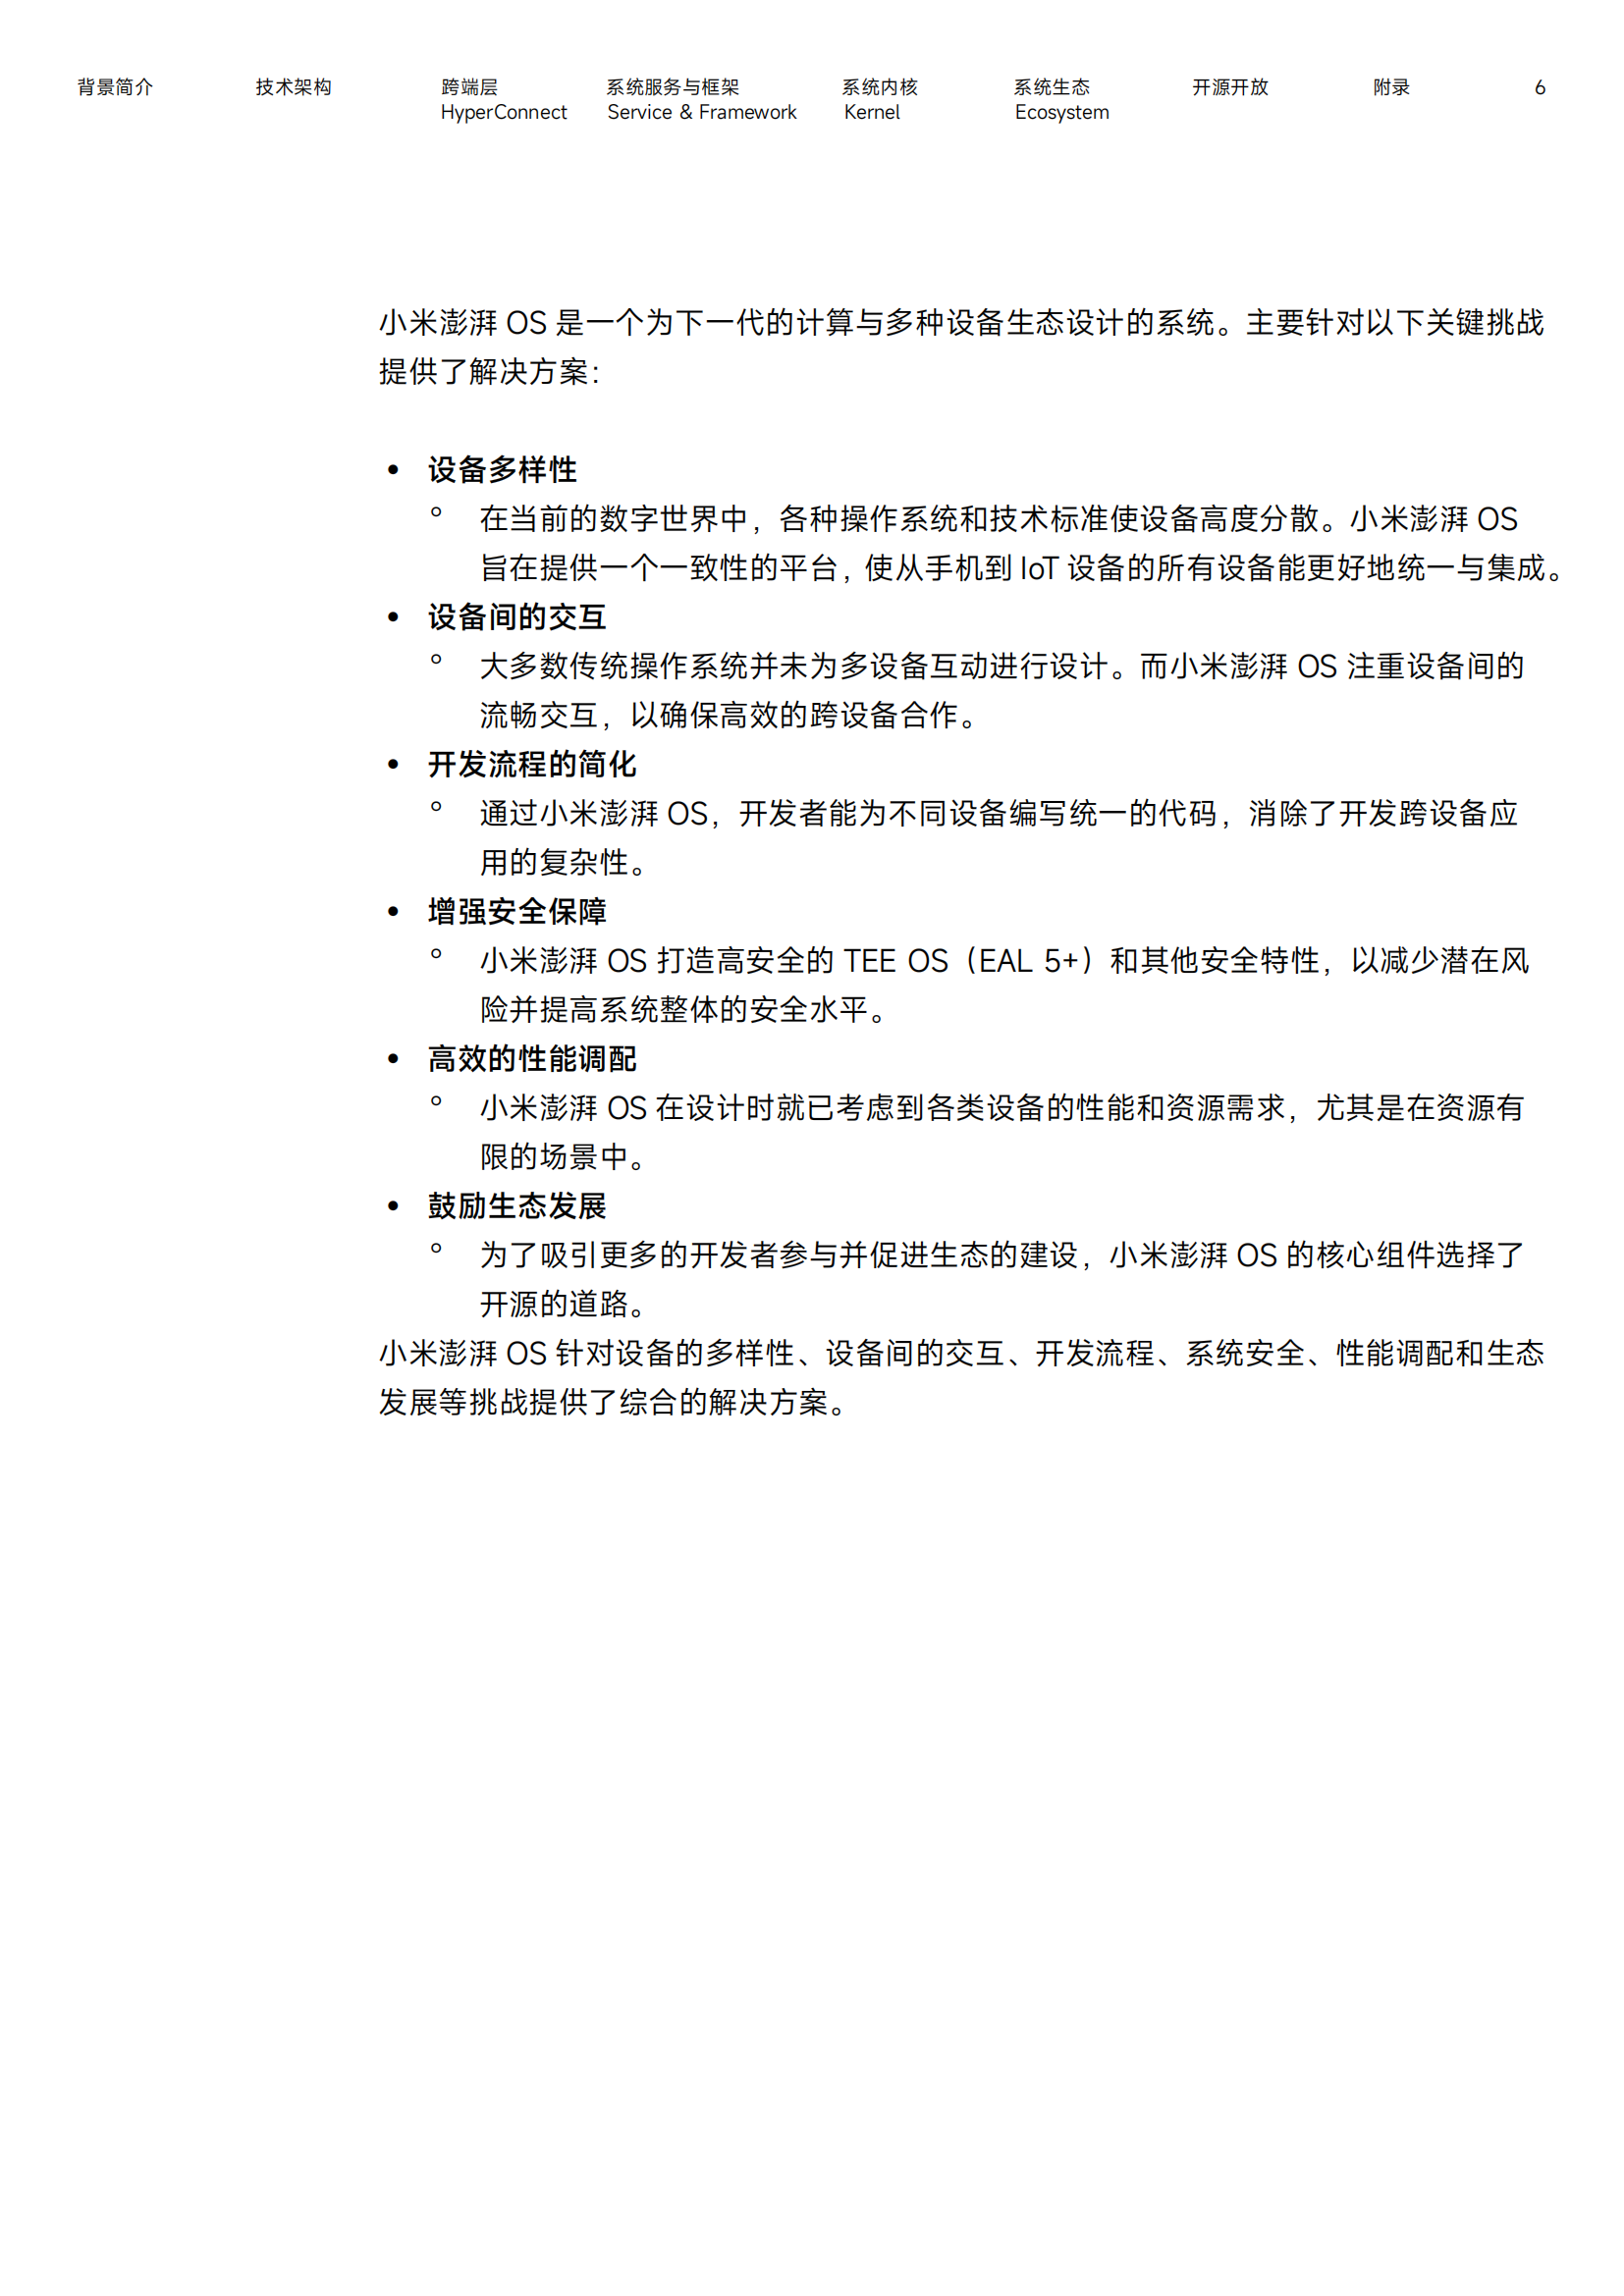 背景简介 技术架构 跨端层 系统服务与框架 系统内核 系统生态 开源开放 附录 6
HyperConnect Service & Framework Kernel Ecosystem
小米澎湃 OS 是一个为下一代的计算与多种设备生态设计的系统。主要针对以下关键挑战
提供了解决方案：
• 设备多样性
° 在当前的数字世界中，各种操作系统和技术标准使设备高度分散。小米澎湃 OS
旨在提供一个一致性的平台，使从手机到 IoT 设备的所有设备能更好地统一与集成。
• 设备间的交互
° 大多数传统操作系统并未为多设备互动进行设计。而小米澎湃 OS 注重设备间的
流畅交互，以确保高效的跨设备合作。
• 开发流程的简化
° 通过小米澎湃 OS，开发者能为不同设备编写统一的代码，消除了开发跨设备应
用的复杂性。
• 增强安全保障
° 小米澎湃 OS 打造高安全的 TEE OS（EAL 5+）和其他安全特性，以减少潜在风
险并提高系统整体的安全水平。
• 高效的性能调配
° 小米澎湃 OS 在设计时就已考虑到各类设备的性能和资源需求，尤其是在资源有
限的场景中。
• 鼓励生态发展
° 为了吸引更多的开发者参与并促进生态的建设，小米澎湃 OS 的核心组件选择了
开源的道路。
小米澎湃 OS 针对设备的多样性、设备间的交互、开发流程、系统安全、性能调配和生态
发展等挑战提供了综合的解决方案。